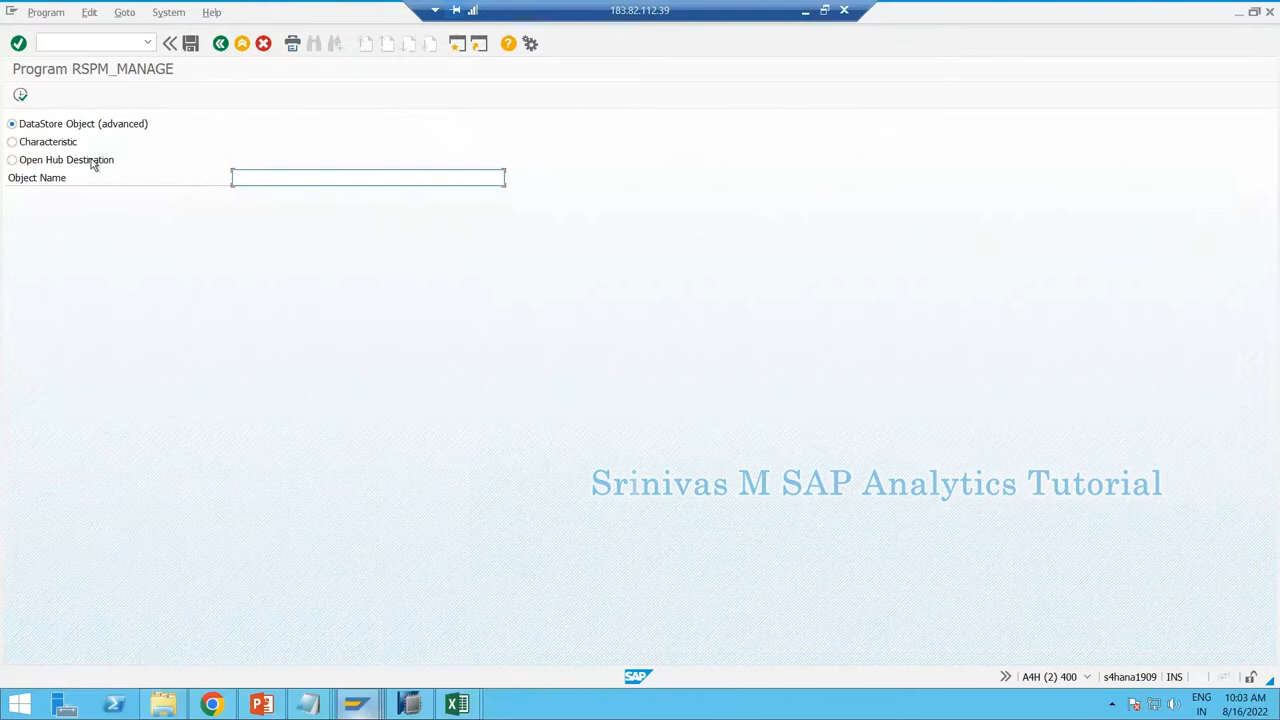 183.82.112.39
Program Edit Goto System Help
Program RSPM_MANAGE
DataStore Object (advanced)
Characteristic
Open Hub Destination
Object Name
Srinivas M SAP Analytics Tutorial
SAP
A4H (2) 400 s4hana1909 INS
ENG 10:03 AM
IN 8/16/2022